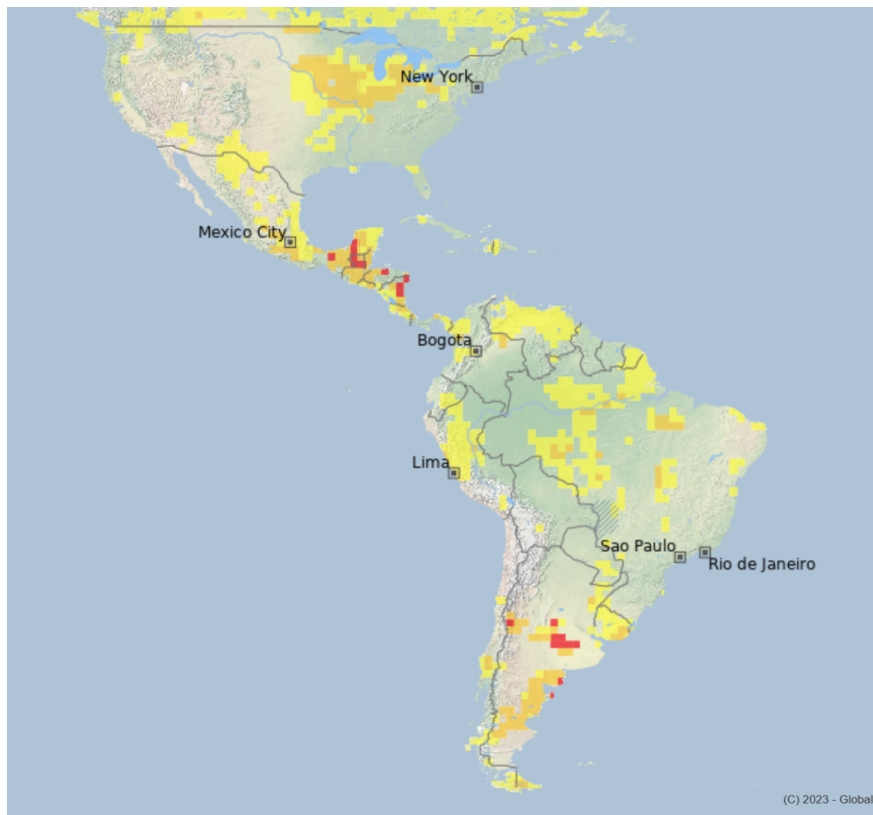 New York
Mexico City
Bogota
Lima
Sao Paulo
Rio de Janeiro
(C) 2023 - Global